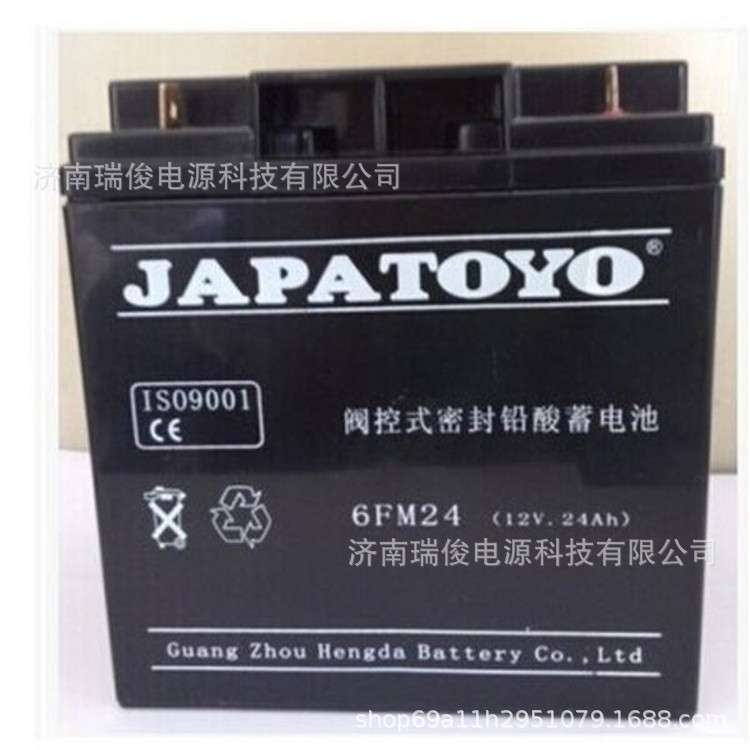 济南瑞俊电源科技有限公司
JAPATOYO®
ISO9001
CE
阀控式密封铅酸蓄电池
6FM24 (12V. 24Ah)
济南瑞俊电源科技有限公司
Guang Zhou Hengda Battery Co., Ltd
shop69a11h2951079.1688.com